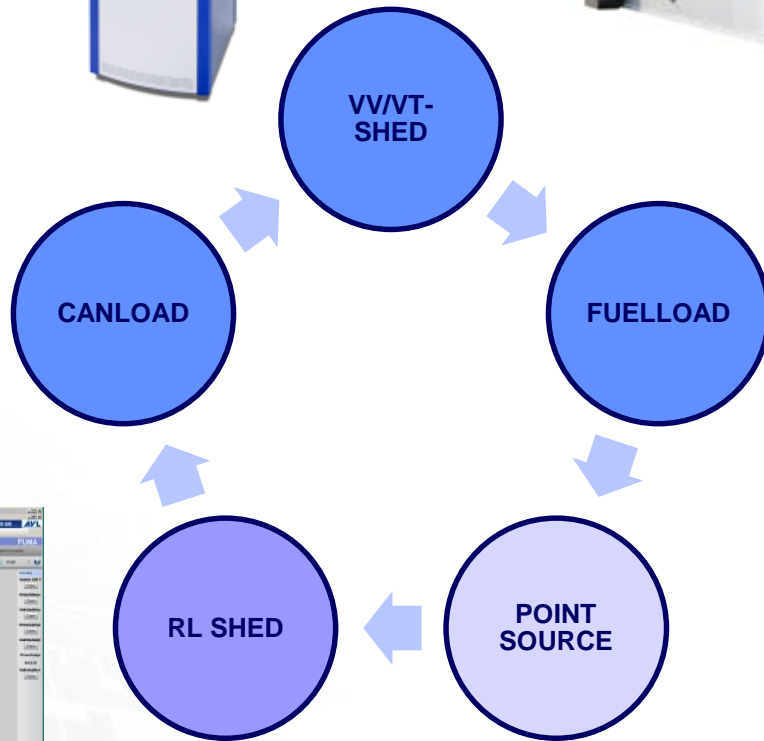 VV/VT-
SHED
CANLOAD
FUELLOAD
AVL
PUMA
RL SHED
POINT
SOURCE